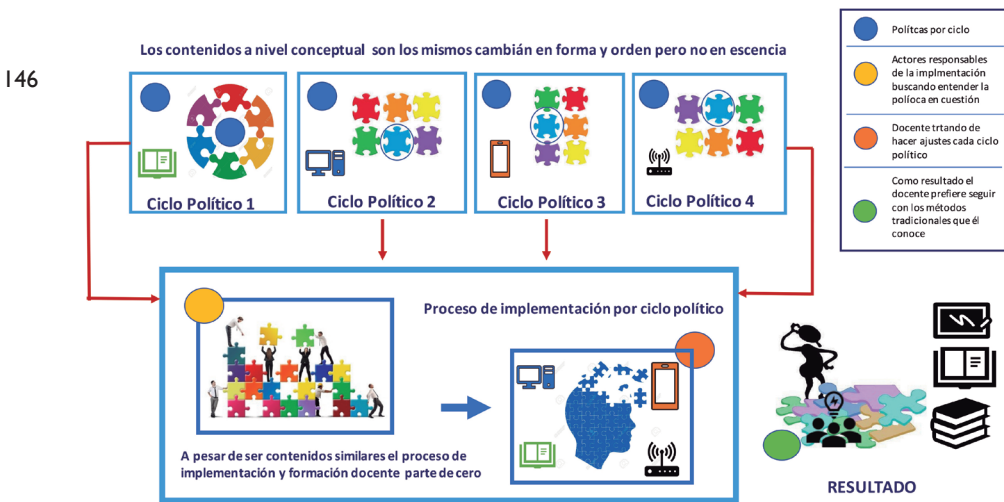 146
Los contenidos a nivel conceptual son los mismos cambián en forma y orden pero no en escencia
Ciclo Político 1
Ciclo Político 2
Ciclo Político 3
Ciclo Político 4
Polítcas por ciclo
Actores responsables
de la implmentación
buscando entender la
políoca en cuestión
Docente trtando de
hacer ajustes cada ciclo
político
Como resultado el
docente prefiere seguir
con los métodos
tradicionales que él
conoce
Proceso de implementación por ciclo político
A pesar de ser contenidos similares el proceso de
implementación y formación docente parte de cero
RESULTADO